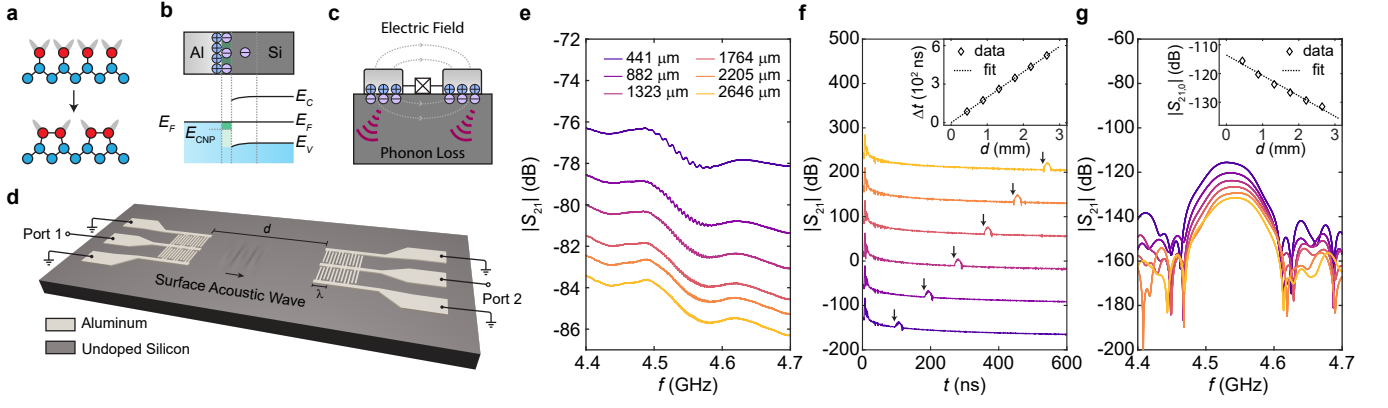 a
b
Al
Si
E_C
E_F
E_F
E_CNP
E_V
c
Electric Field
Phonon Loss
d
Port 1
d
Surface Acoustic Wave
λ
Port 2
Aluminum
Undoped Silicon
e
-72
-74
-76
-78
-80
-82
-84
-86
|S₂₁| (dB)
441 μm
882 μm
1323 μm
1764 μm
2205 μm
2646 μm
4.4
4.5
4.6
4.7
f (GHz)
f
500
400
300
200
100
0
-100
-200
|S₂₁| (dB)
0
200
400
600
t (ns)
6
3
0
Δt (10² ns)
data
fit
0
1
2
3
d (mm)
g
-60
-80
-100
-120
-140
-160
-180
-200
|S₂₁| (dB)
4.4
4.5
4.6
4.7
f (GHz)
-110
-120
-130
|S₂₁,₀| (dB)
data
fit
0
1
2
3
d (mm)